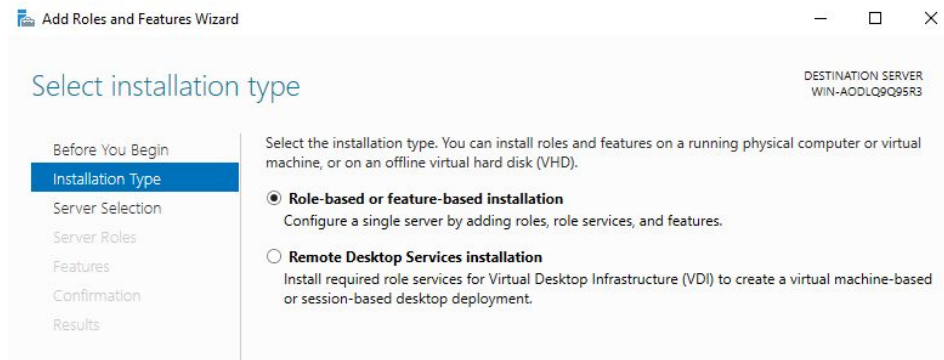 Add Roles and Features Wizard
Select installation type
DESTINATION SERVER
WIN-AODLQ9Q95R3
Before You Begin
Installation Type
Server Selection
Server Roles
Features
Confirmation
Results
Select the installation type. You can install roles and features on a running physical computer or virtual
machine, or on an offline virtual hard disk (VHD).
Role-based or feature-based installation
Configure a single server by adding roles, role services, and features.
Remote Desktop Services installation
Install required role services for Virtual Desktop Infrastructure (VDI) to create a virtual machine-based
or session-based desktop deployment.